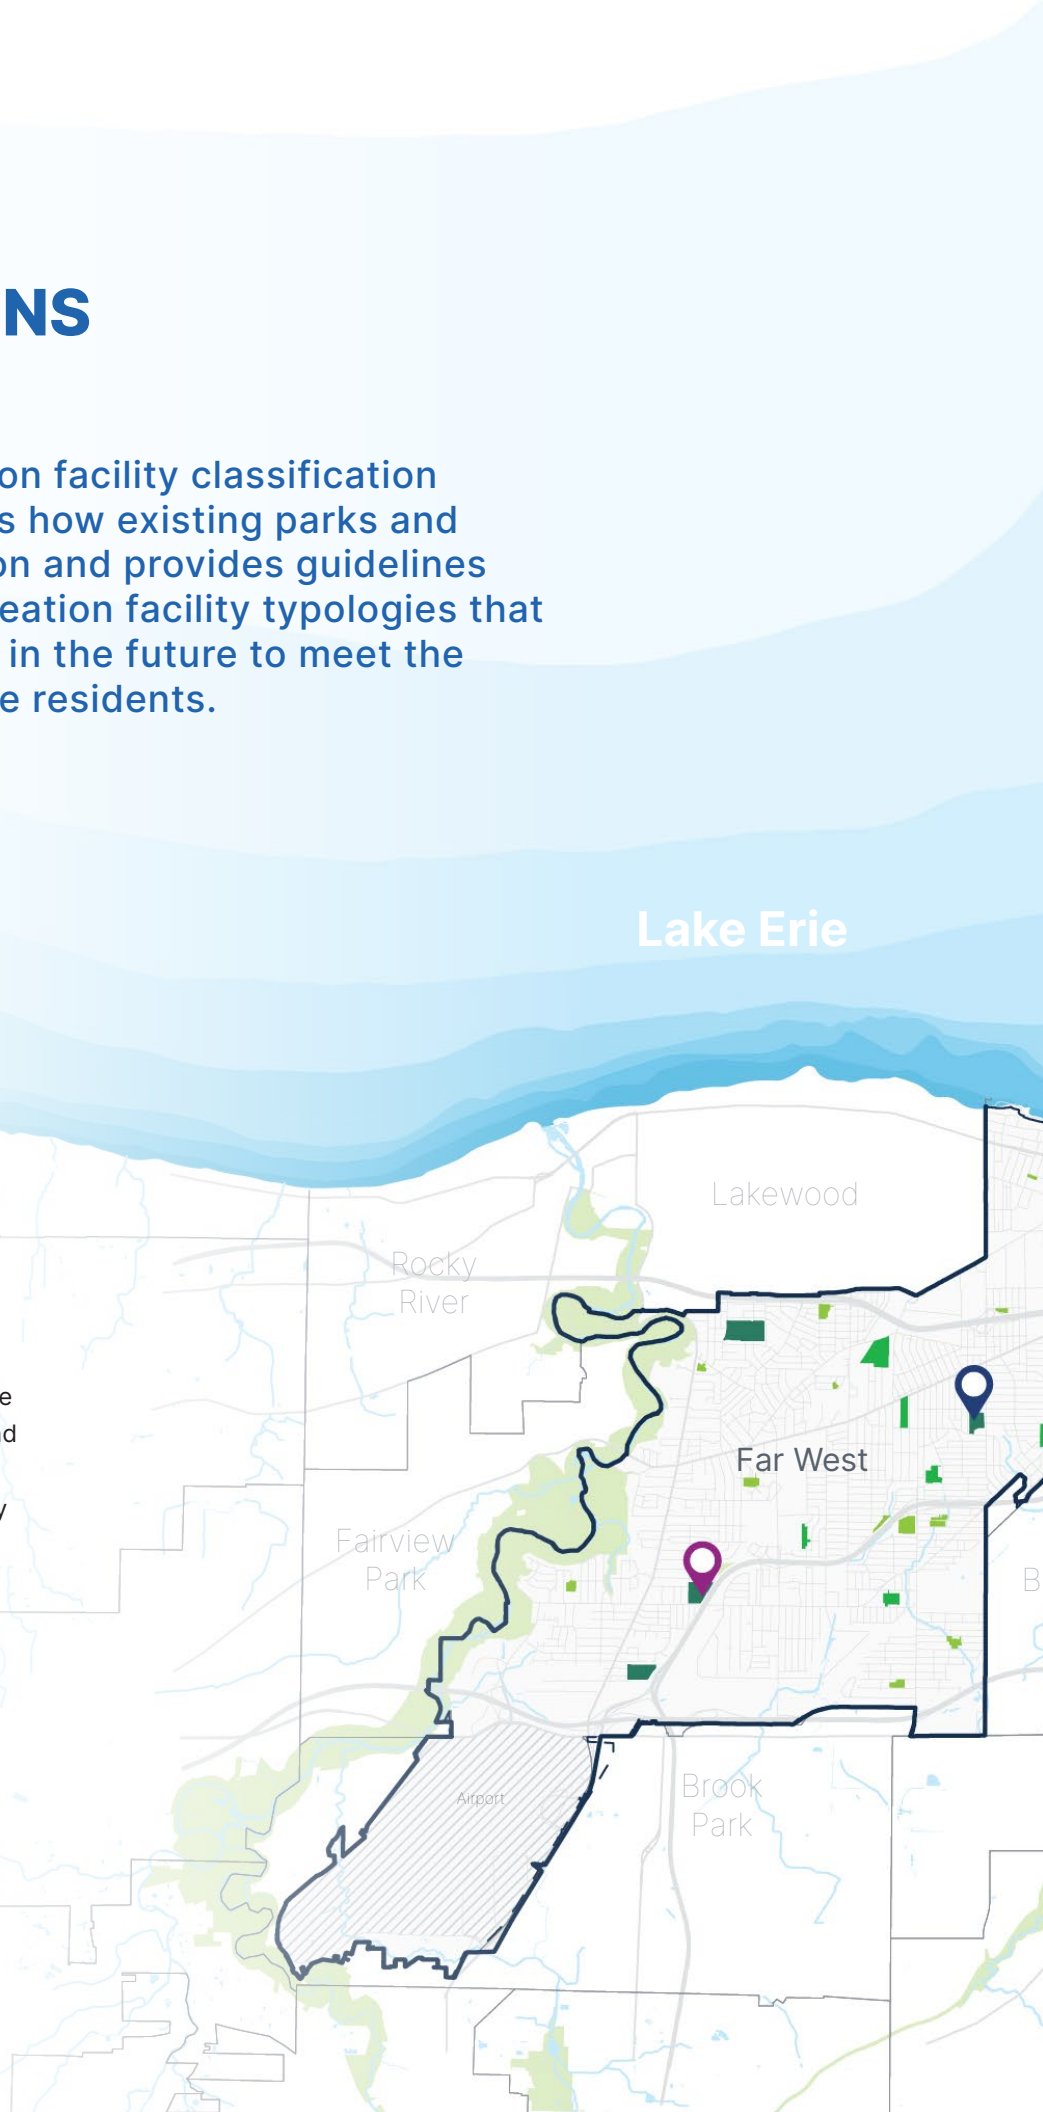 NS
on facility classification
s how existing parks and
on and provides guidelines
eation facility typologies that
in the future to meet the
e residents.
Lake Erie
Lakewood
Rocky
River
e
d
Far West
y
Fairview
Park
B
Airport
Brook
Park